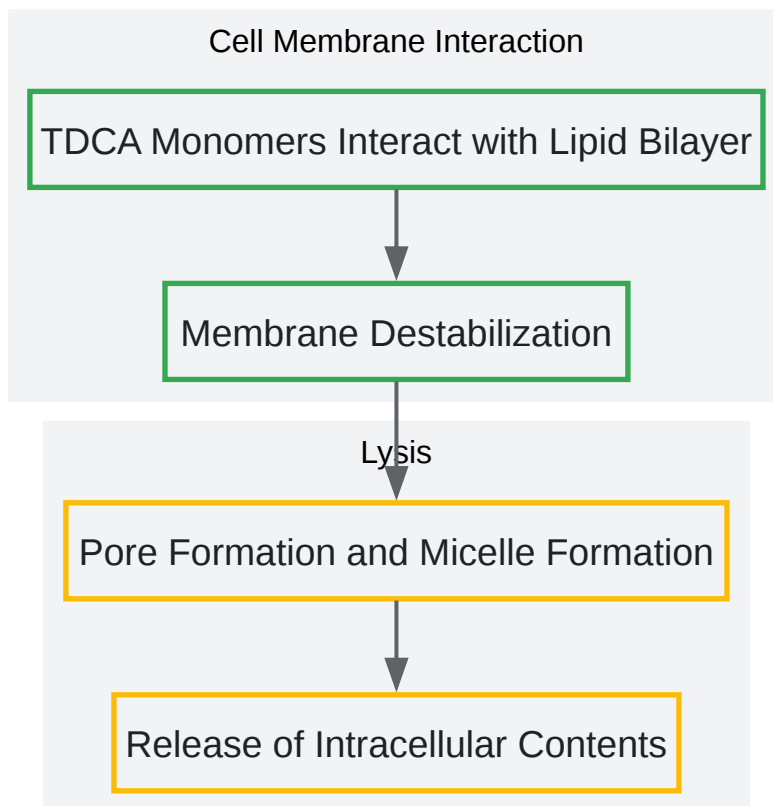 Cell Membrane Interaction
TDCA Monomers Interact with Lipid Bilayer
Membrane Destabilization
Lysis
Pore Formation and Micelle Formation
Release of Intracellular Contents